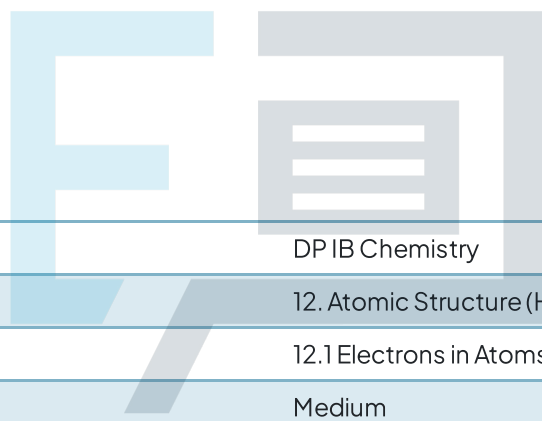 DP IB Chemistry
12. Atomic Structure (H
12.1 Electrons in Atoms
Medium